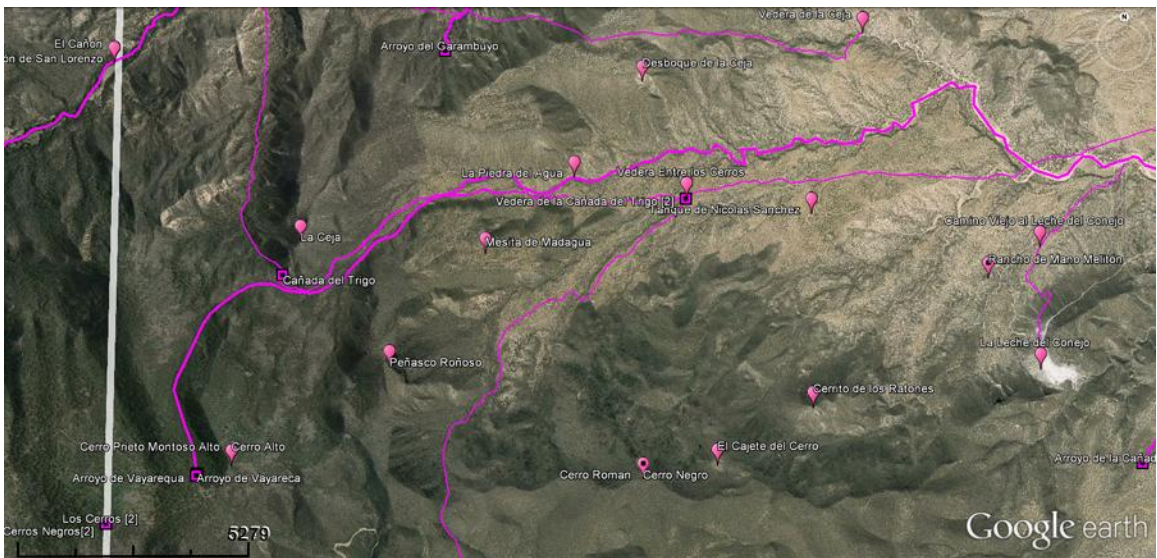 Vedera de la Ceja
N
El Cañon
on de San Lorenzo
Arroyo del Garambuyo
Desboque de la Ceja
La Piedra del Agua
Vedera Entre los Cerros
Vedera de la Cañada del Trigo [2]
Tanque de Nicolas Sanchez
Camino Viejo al Leche del Conejo
La Ceja
Mesita de Madagua
Rancho de Mano Meliton
Cañada del Trigo
La Leche del Conejo
Peñasco Roñoso
Cerrito de los Ratones
Cerro Prieto Montoso Alto
Cerro Alto
El Cajete del Cerro
Arroyo de la Cañad
Cerro Roman
Cerro Negro
Arroyo de Vayarequa
Arroyo de Vayareca
Los Cerros [2]
Cerros Negros[2]
5279
Google earth